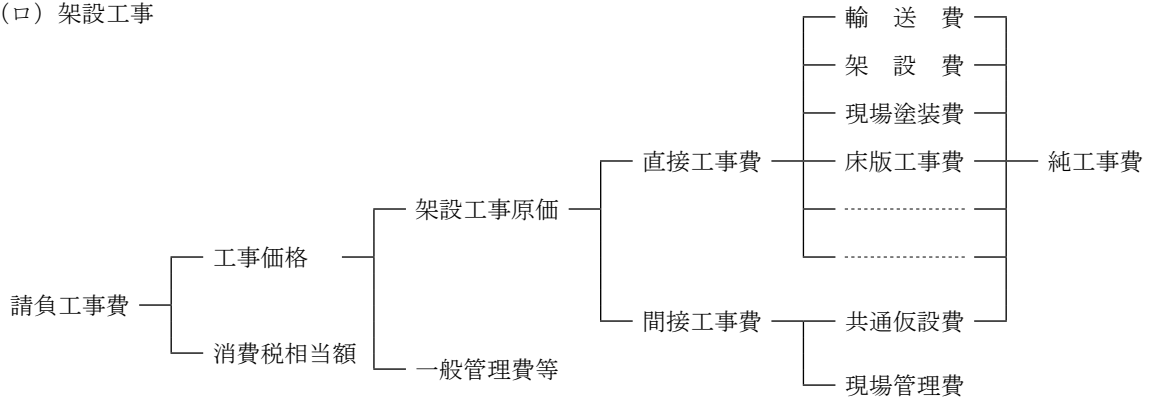 (ロ) 架設工事
輸送費
架設費
現場塗装費
直接工事費 床版工事費 純工事費
架設工事原価
工事価格
請負工事費
間接工事費 共通仮設費
消費税相当額
一般管理費等
現場管理費